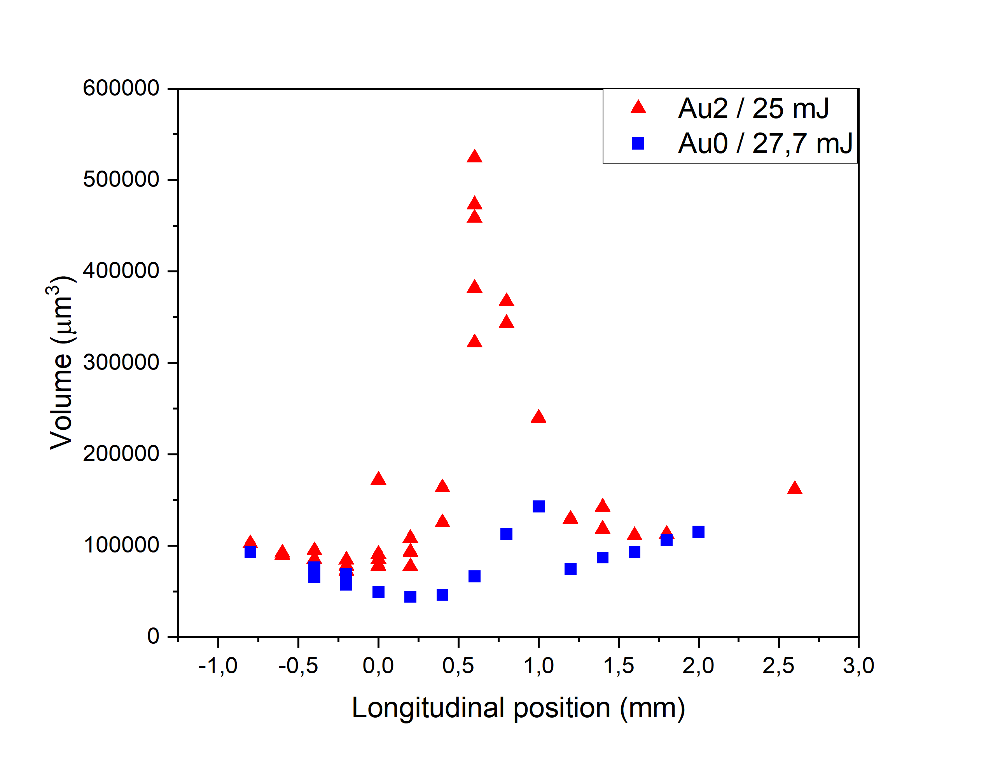 Au2 / 25 mJ
Au0 / 27,7 mJ
600000
500000
400000
300000
200000
100000
0
Volume (μm³)
-1,0 -0,5 0,0 0,5 1,0 1,5 2,0 2,5 3,0
Longitudinal position (mm)